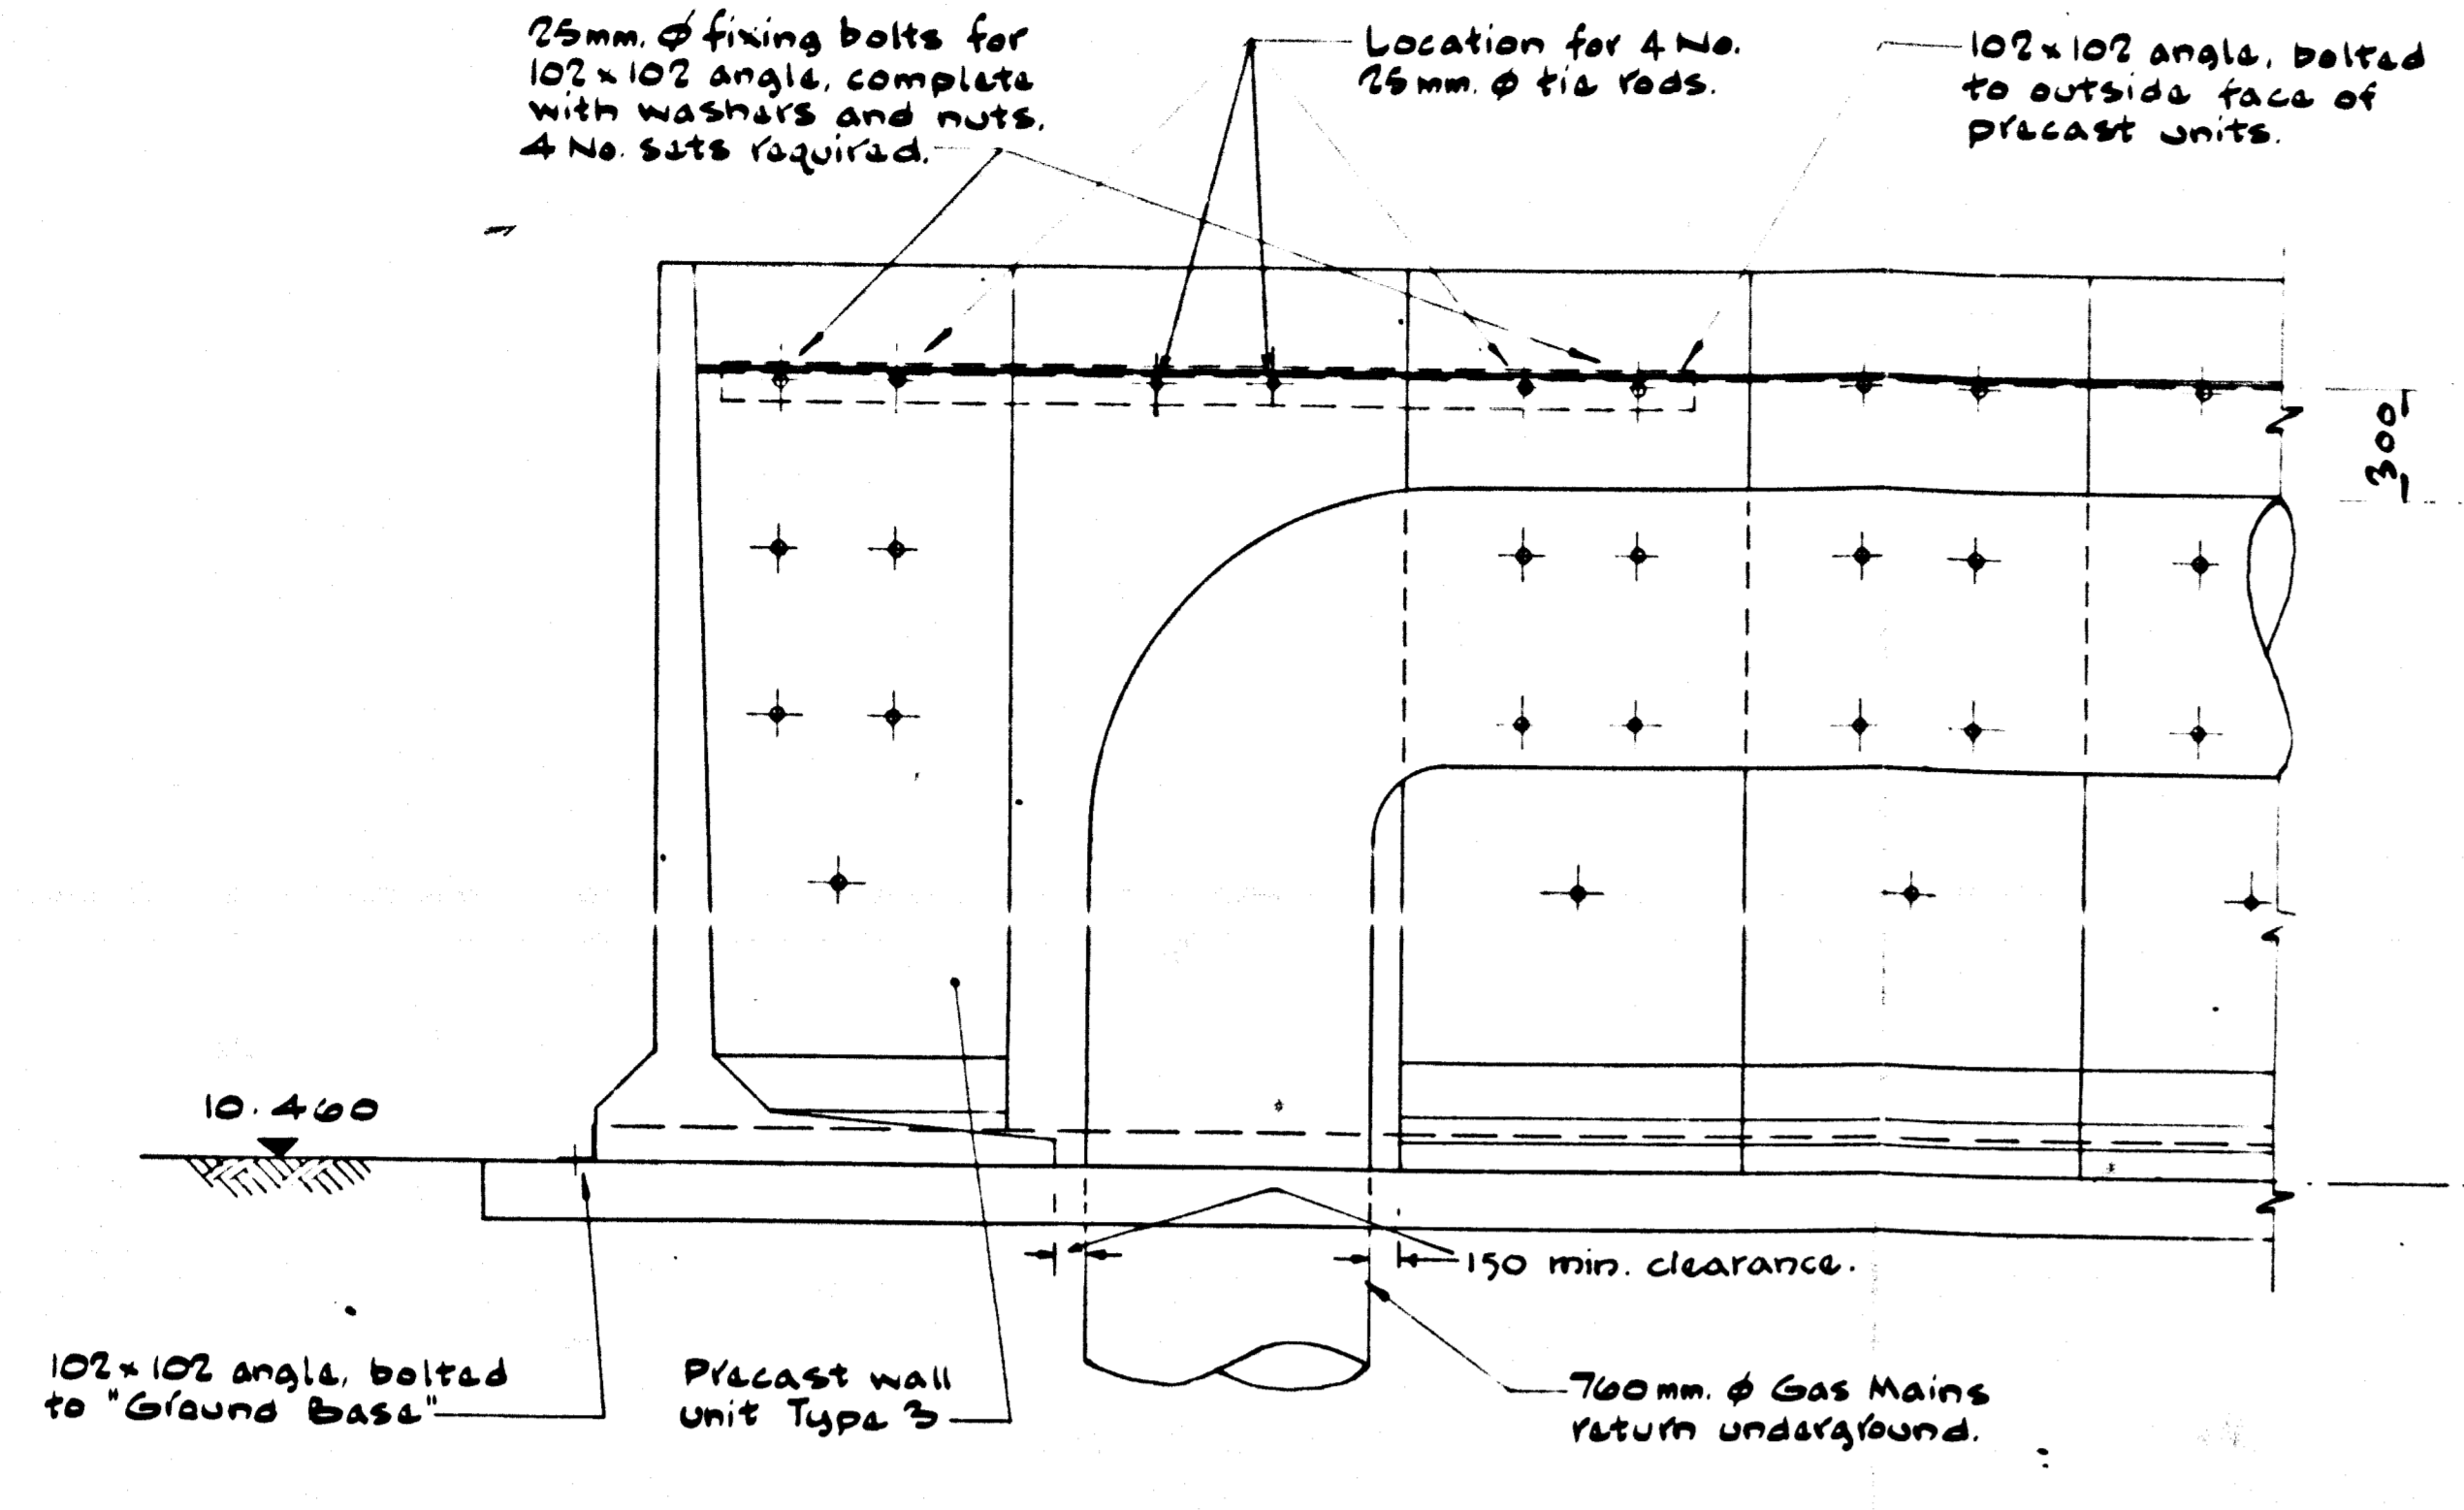 25mm. ϕ fixing bolts for
102 x 102 angle, complete
with washers and nuts.
4 No. sets required.
Location for 4 No.
25mm. ϕ tie rods.
102 x 102 angle, bolted
to outside face of
precast units.
300
10.460
150 min. clearance.
102 x 102 angle, bolted
to "Ground Base"
Precast wall
unit Type 3
760mm. ϕ Gas Mains
return underground.